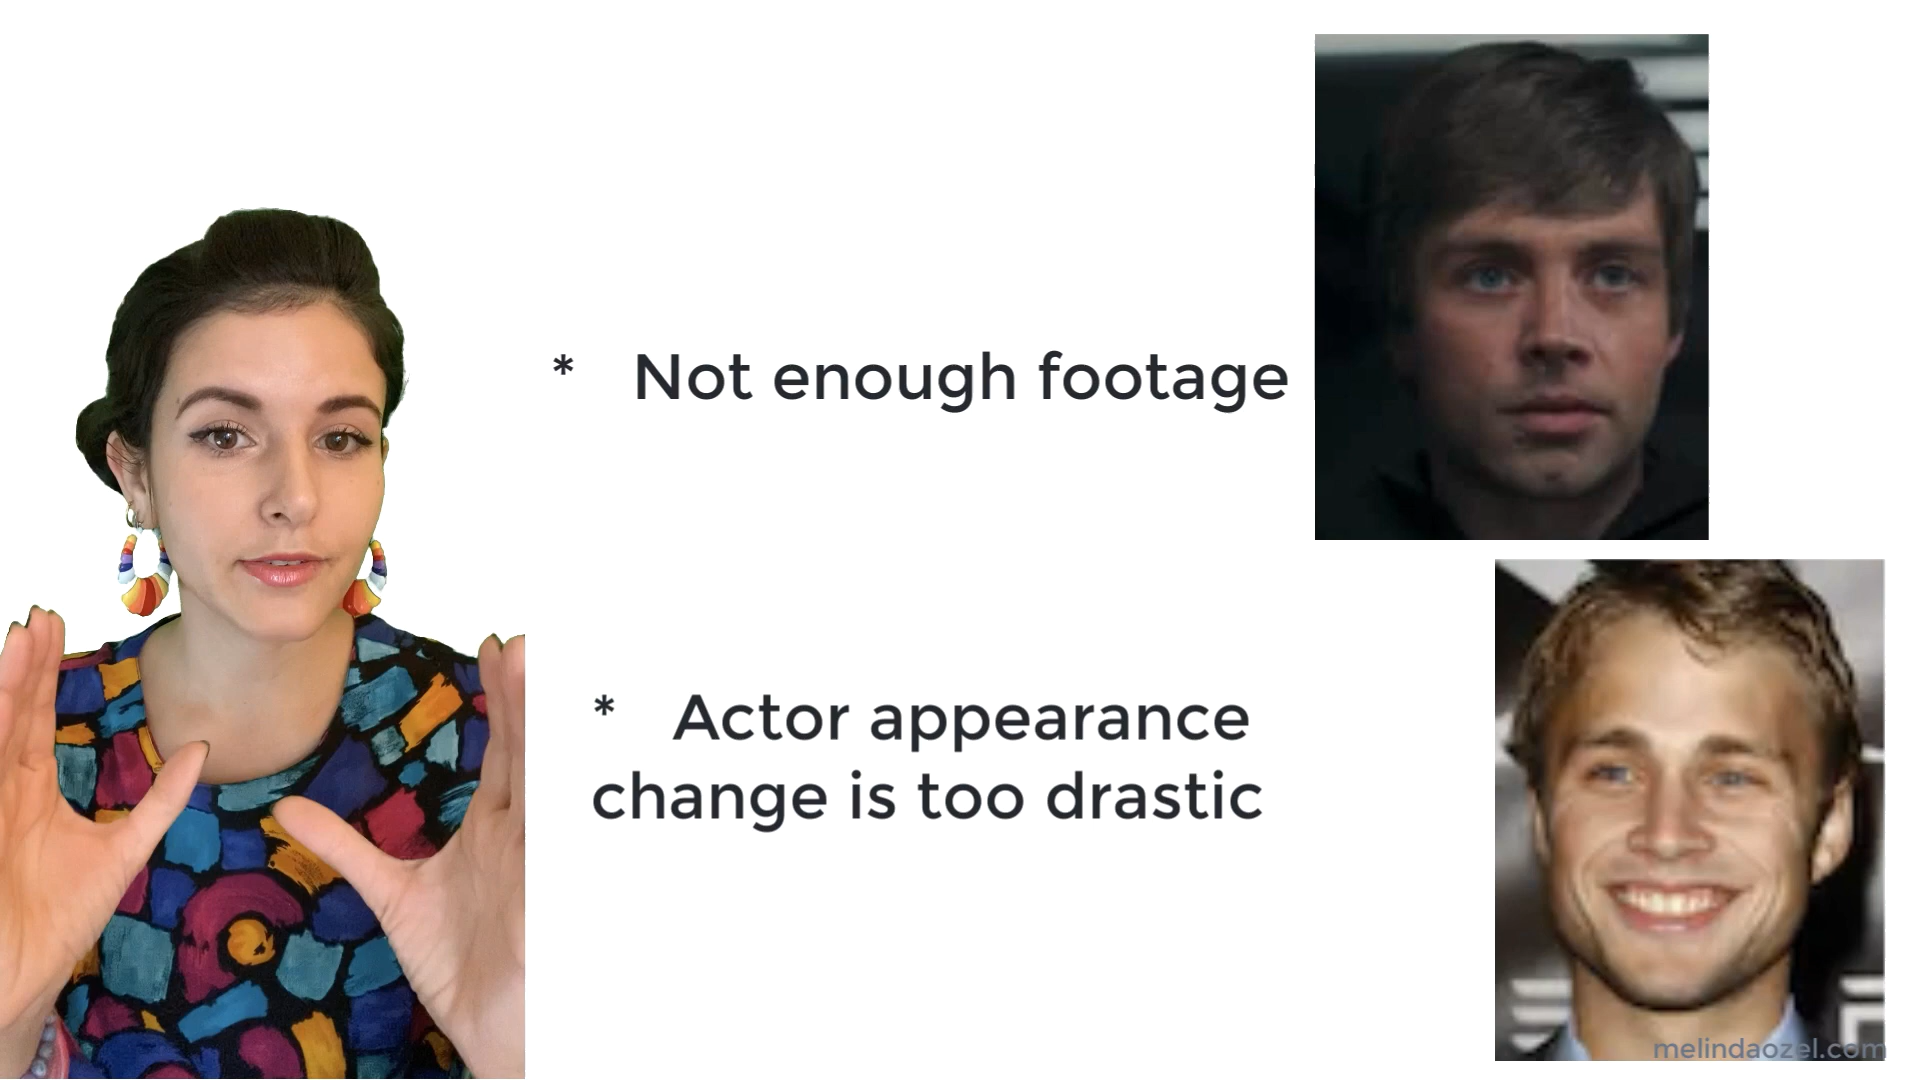 * Not enough footage
* Actor appearance
change is too drastic
melindaozel.com